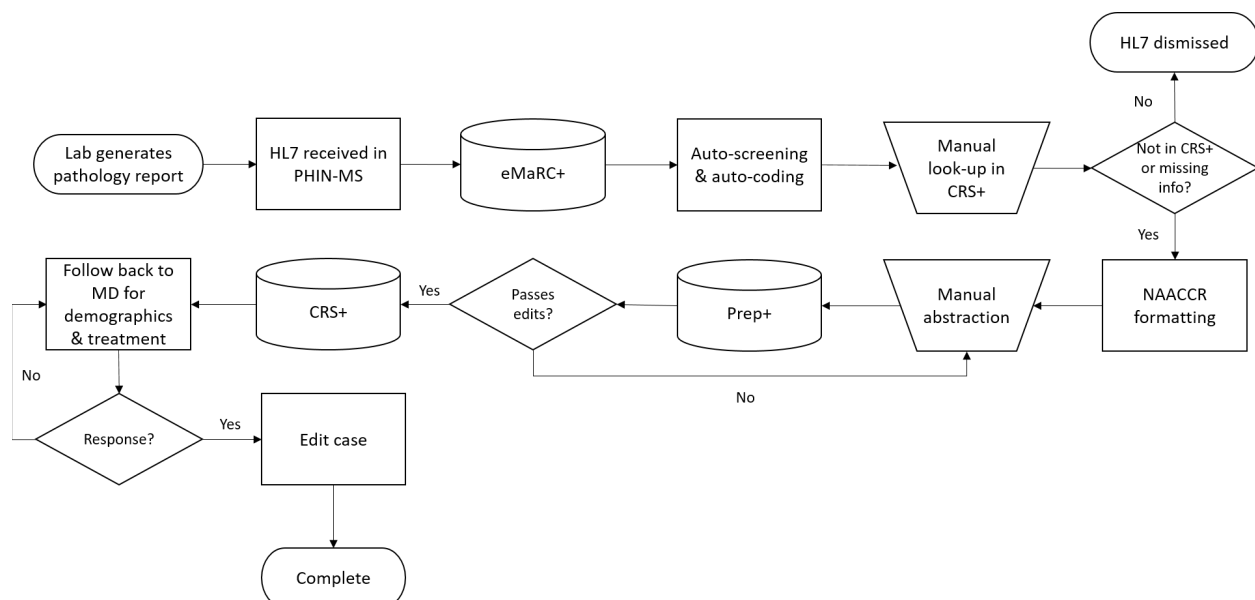 HL7 dismissed
No
Lab generates
pathology report
HL7 received in
PHIN-MS
eMaRC+
Auto-screening
& auto-coding
Manual
look-up in
CRS+
Not in CRS+
or missing
info?
Yes
Follow back to
MD for
demographics
& treatment
CRS+
Yes
Passes
edits?
Prep+
Manual
abstraction
NAACCR
formatting
No
No
Response?
Yes
Edit case
Complete